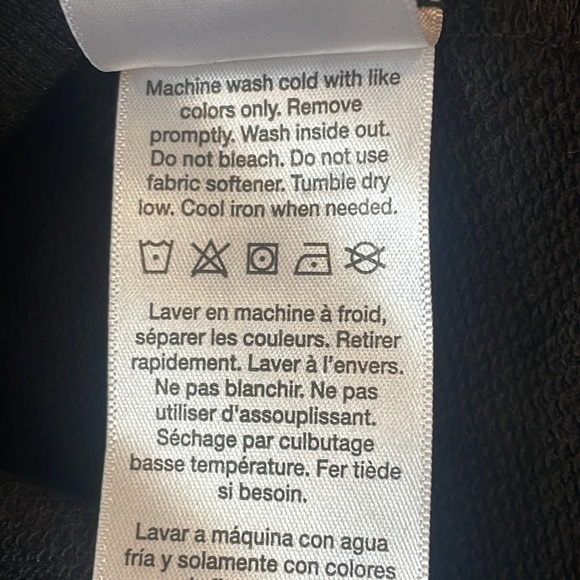 Machine wash cold with like
colors only. Remove
promptly. Wash inside out.
Do not bleach. Do not use
fabric softener. Tumble dry
low. Cool iron when needed.
Laver en machine à froid,
séparer les couleurs. Retirer
rapidement. Laver à l'envers.
Ne pas blanchir. Ne pas
utiliser d'assouplissant.
Séchage par culbutage
basse température. Fer tiède
si besoin.
Lavar a máquina con agua
fría y solamente con colores